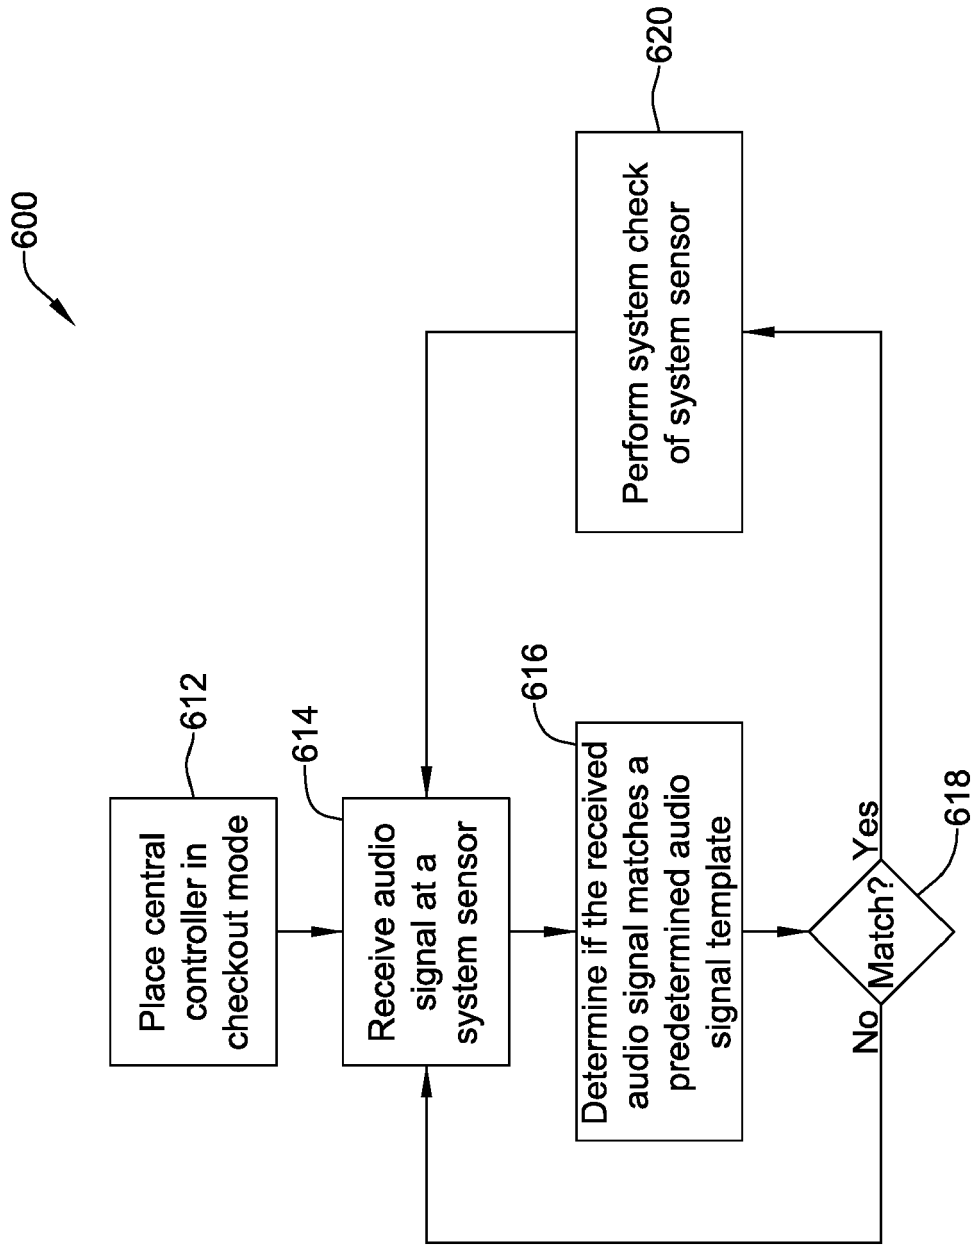 600
Place central
controller in
checkout mode
612
Receive audio
signal at a
system sensor
614
Determine if the received
audio signal matches a
predetermined audio
signal template
616
Match?
618
No
Yes
Perform system check
of system sensor
620